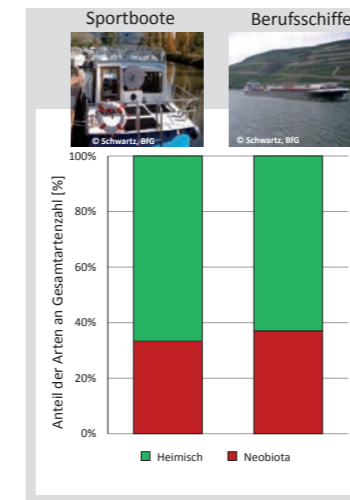 Sportboote
Berufsschiffe
© Schwartz, BfG
© Schwartz, BfG
Anteil der Arten an Gesamtartenzahl [%]
100%
80%
60%
40%
20%
0%
Heimisch
Neobiota